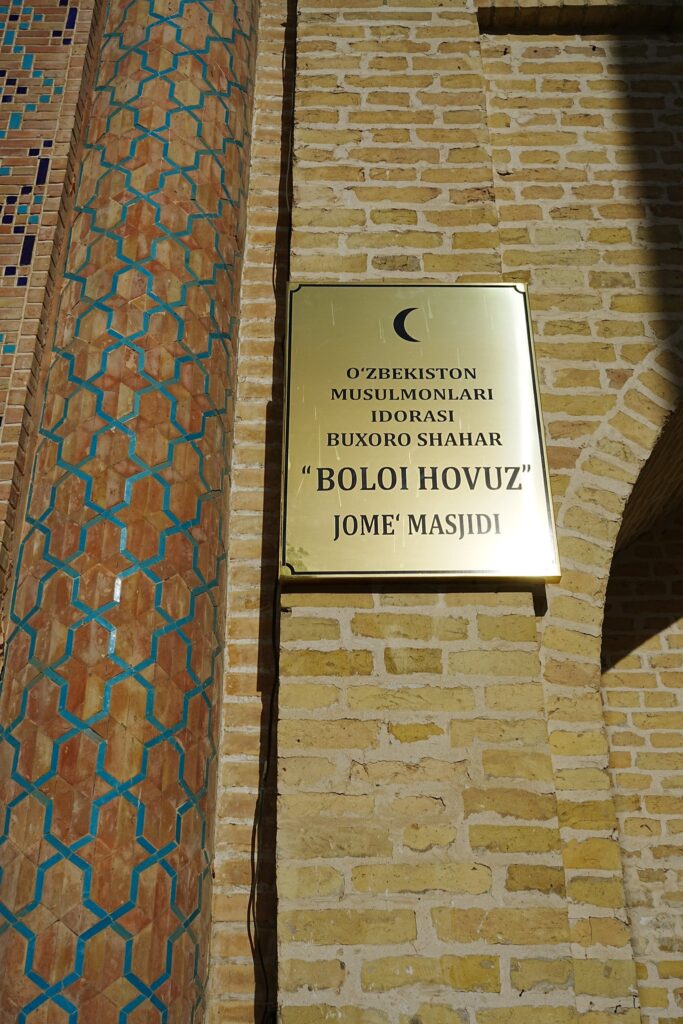 O‘ZBEKISTON
MUSULMONLARI
IDORASI
BUXORO SHAHAR
“BOLOI HOVUZ”
JOME‘ MASJIDI